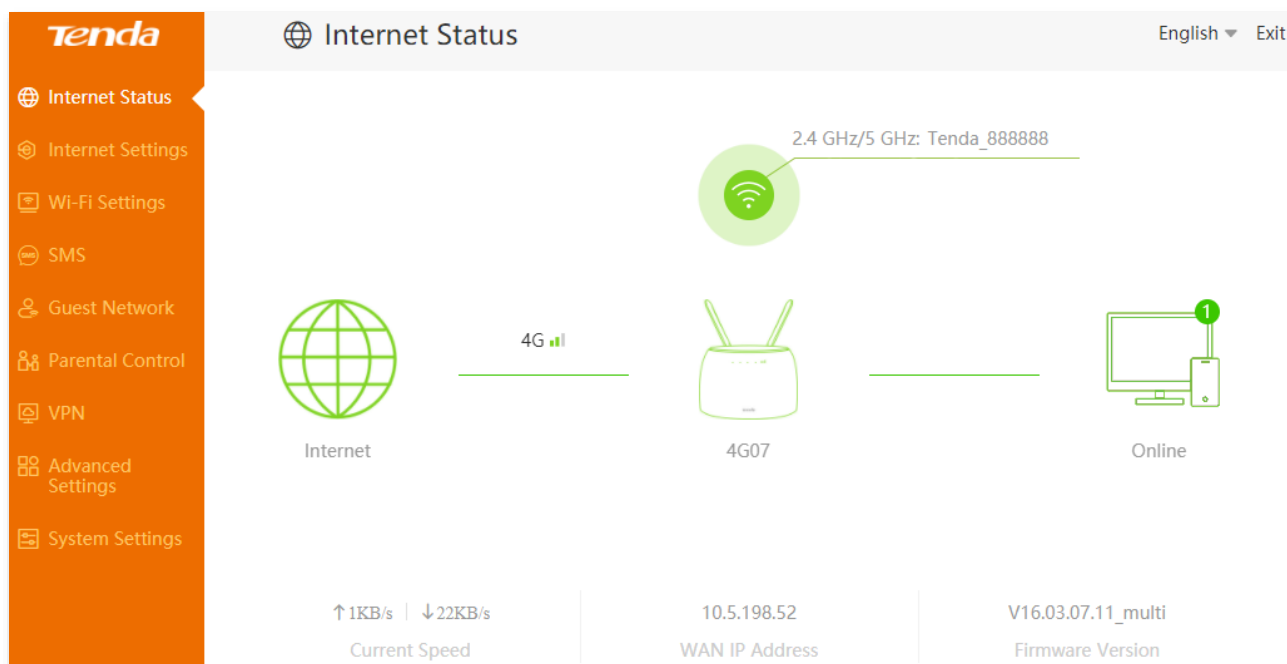 Tenda
Internet Status
English
Exit
Internet Status
Internet Settings
Wi-Fi Settings
SMS
Guest Network
Parental Control
VPN
Advanced
Settings
System Settings
2.4 GHz/5 GHz: Tenda_888888
4G
1
Internet
4G07
Online
↑1KB/s | ↓22KB/s
10.5.198.52
V16.03.07.11_multi
Current Speed
WAN IP Address
Firmware Version